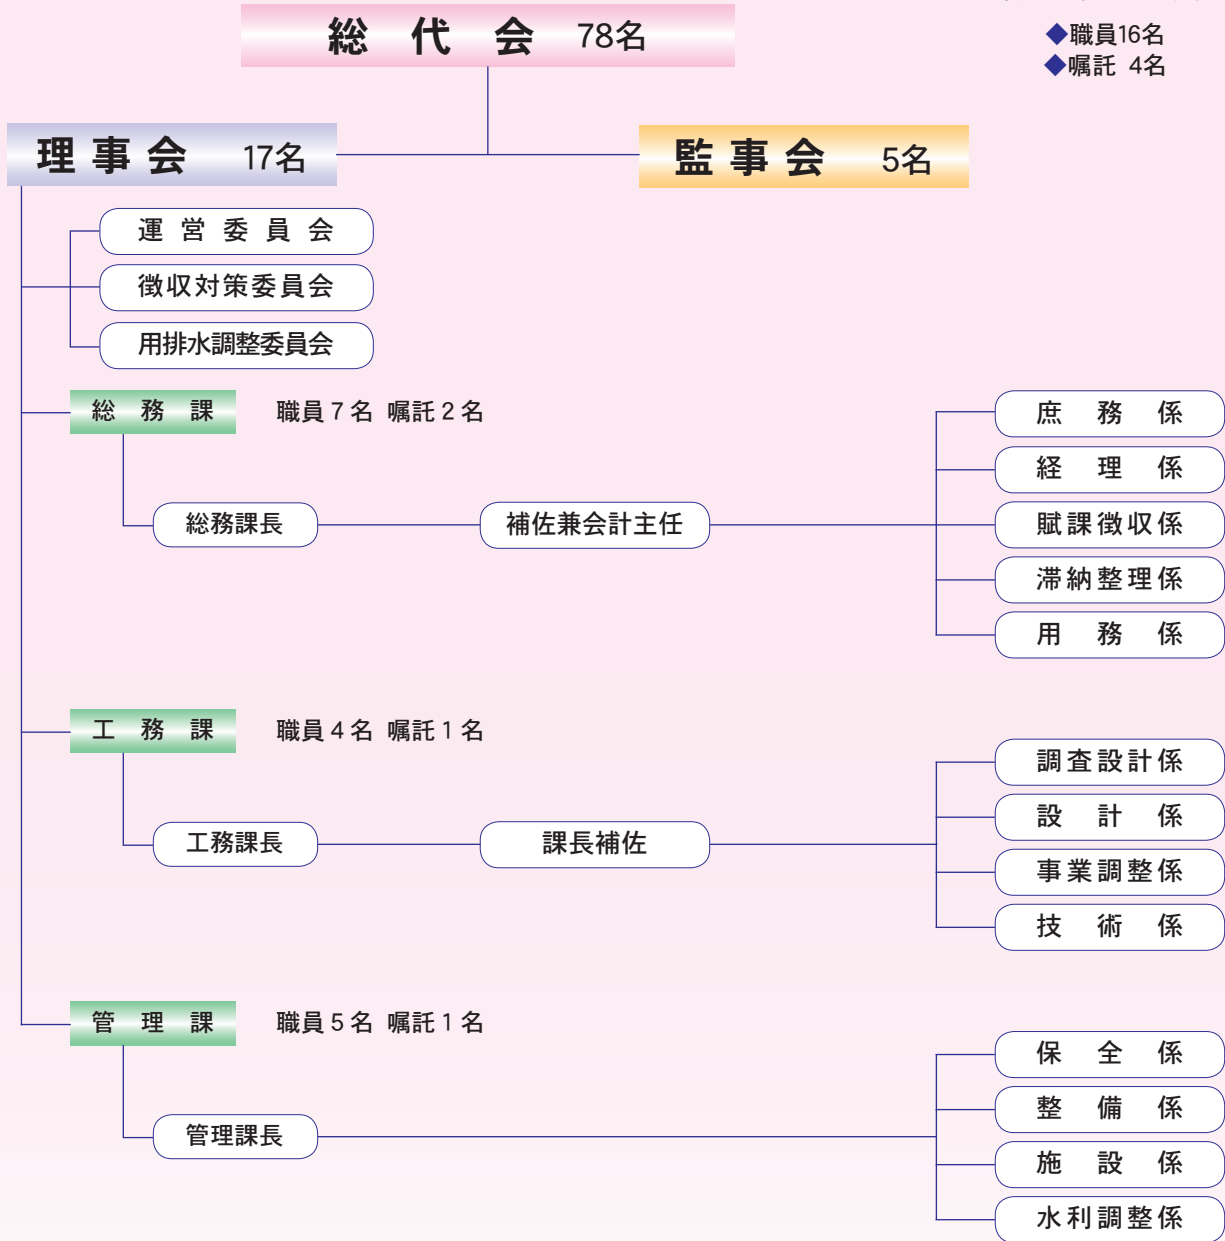 総代会 78名
◆職員16名
◆嘱託 4名
理事会 17名
監事会 5名
運営委員会
徴収対策委員会
用排水調整委員会
総務課 職員7名 嘱託2名
総務課長
補佐兼会計主任
庶務係
経理係
賦課徴収係
滞納整理係
用務係
工務課 職員4名 嘱託1名
工務課長
課長補佐
調査設計係
設計係
事業調整係
技術係
管理課 職員5名 嘱託1名
管理課長
保全係
整備係
施設係
水利調整係